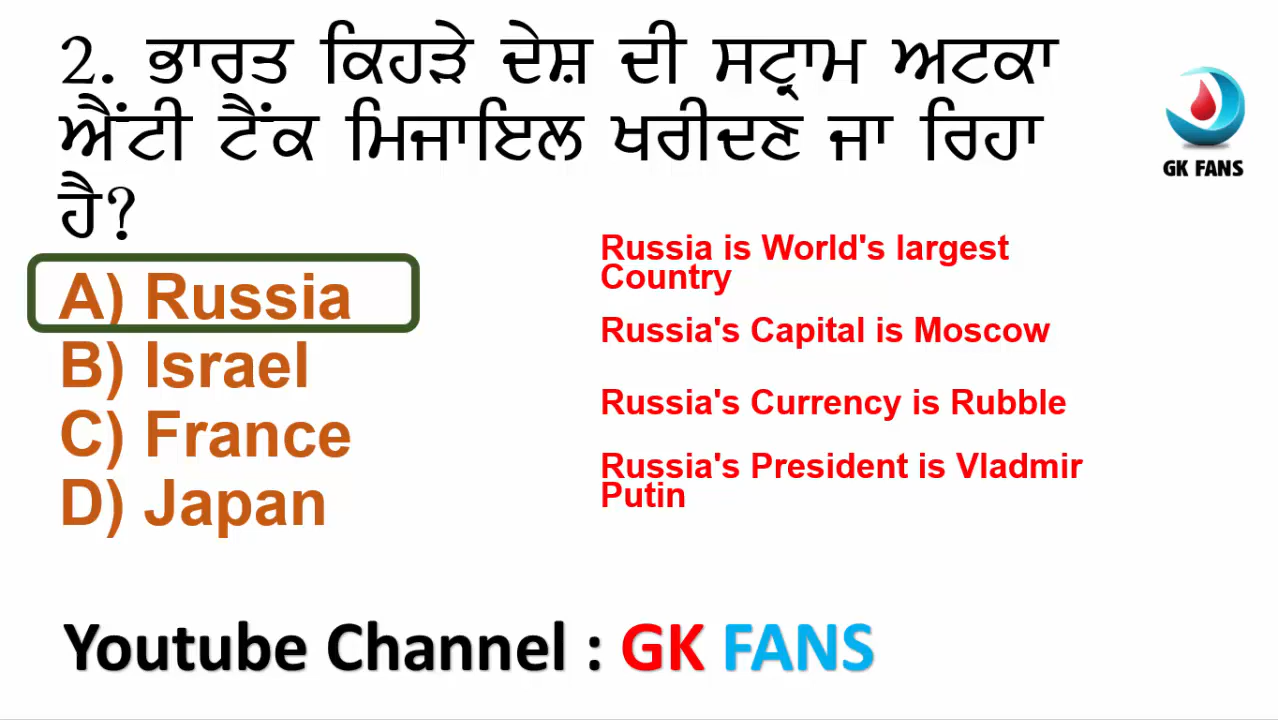 2. ਭਾਰਤ ਕਿਹੜੇ ਦੇਸ਼ ਦੀ ਸਟ੍ਰਾਮ ਅਟਕਾ
ਐਂਟੀ ਟੈਂਕ ਮਿਜਾਇਲ ਖਰੀਦਣ ਜਾ ਰਿਹਾ
ਹੈ?
GK FANS
A) Russia
B) Israel
C) France
D) Japan
Russia is World's largest
Country
Russia's Capital is Moscow
Russia's Currency is Rubble
Russia's President is Vladmir
Putin
Youtube Channel : GK FANS